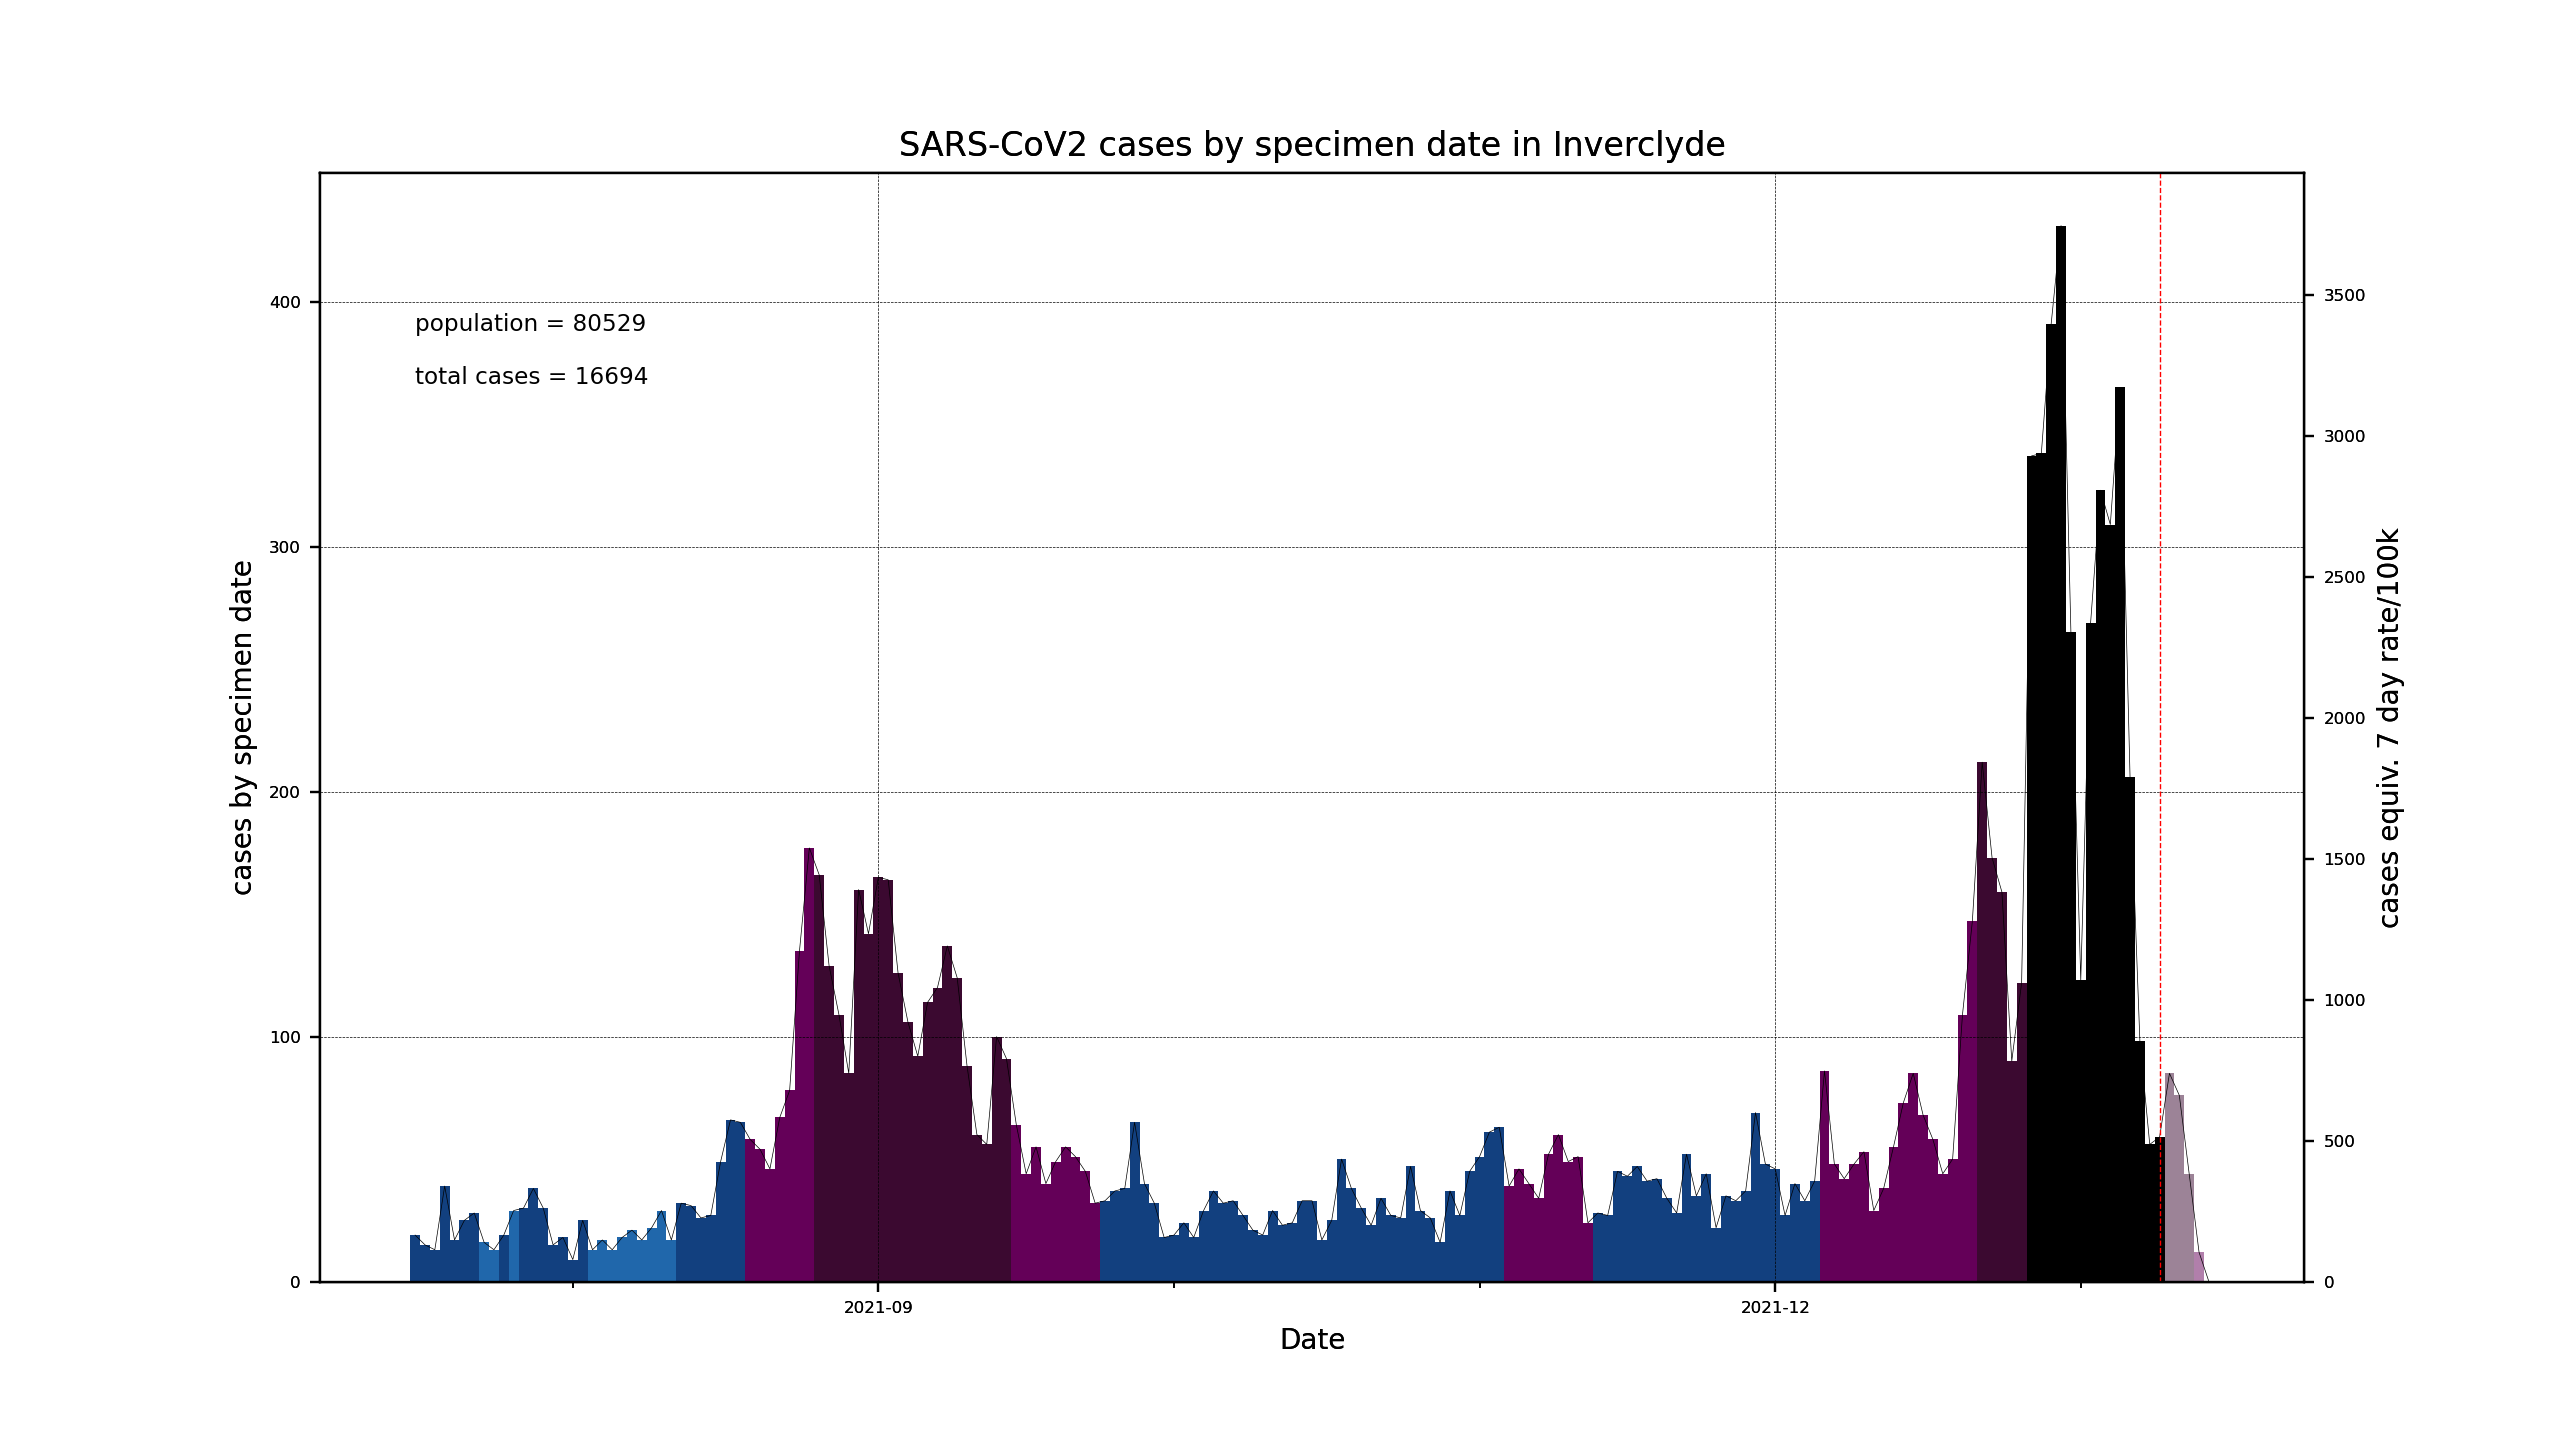 SARS-CoV2 cases by specimen date in Inverclyde
population = 80529
total cases = 16694
cases by specimen date
400
300
200
100
0
3500
3000
2500
2000
1500
1000
500
0
cases equiv. 7 day rate/100k
2021-09
2021-12
Date